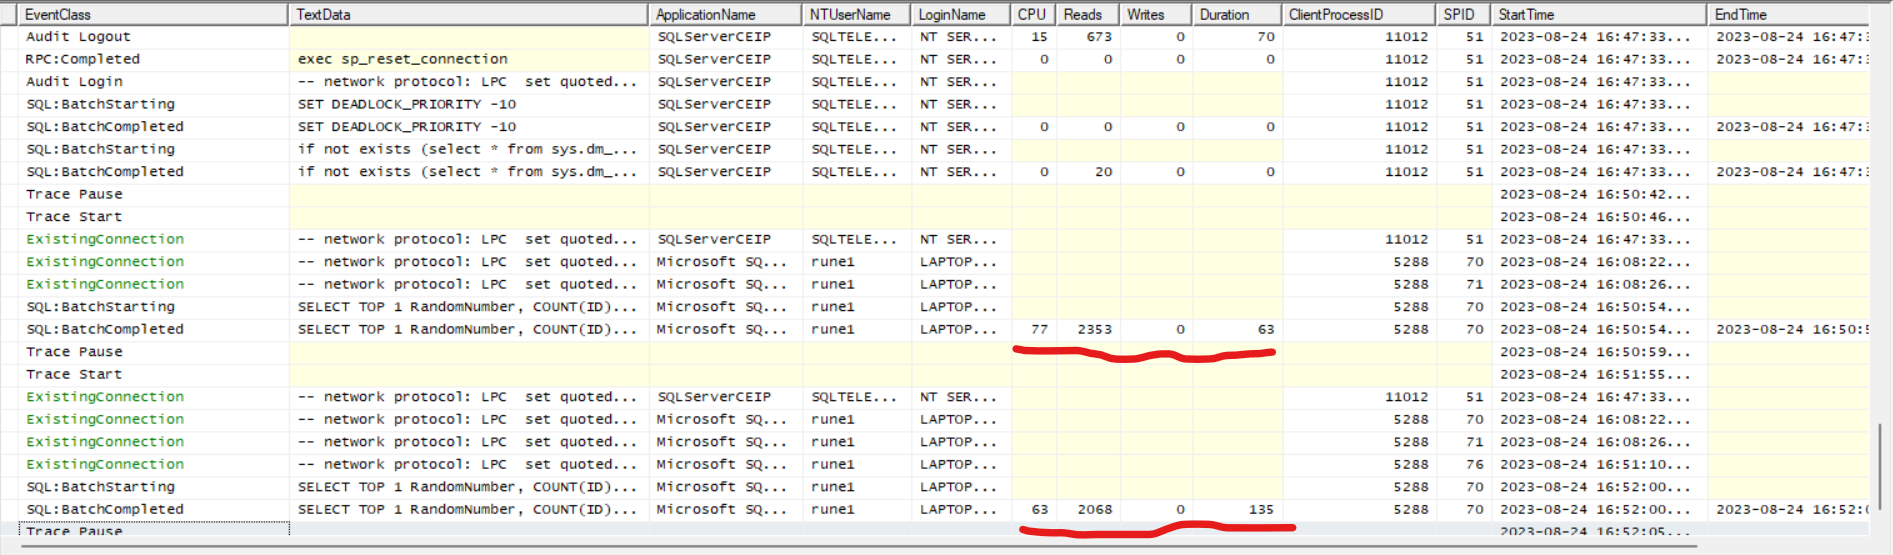 EventClass TextData ApplicationName NTUserName LoginName CPU Reads Writes Duration ClientProcessID SPID StartTime EndTime
Audit Logout SQLServerCEIP SQLTELE... NT SER... 15 673 0 70 11012 51 2023-08-24 16:47:33... 2023-08-24 16:47:3
RPC:Completed exec sp_reset_connection SQLServerCEIP SQLTELE... NT SER... 0 0 0 0 11012 51 2023-08-24 16:47:33... 2023-08-24 16:47:3
Audit Login -- network protocol: LPC set quoted... SQLServerCEIP SQLTELE... NT SER... 11012 51 2023-08-24 16:47:33...
SQL:BatchStarting SET DEADLOCK_PRIORITY -10 SQLServerCEIP SQLTELE... NT SER... 11012 51 2023-08-24 16:47:33...
SQL:BatchCompleted SET DEADLOCK_PRIORITY -10 SQLServerCEIP SQLTELE... NT SER... 0 0 0 0 11012 51 2023-08-24 16:47:33... 2023-08-24 16:47:3
SQL:BatchStarting if not exists (select * from sys.dm_... SQLServerCEIP SQLTELE... NT SER... 11012 51 2023-08-24 16:47:33...
SQL:BatchCompleted if not exists (select * from sys.dm_... SQLServerCEIP SQLTELE... NT SER... 0 20 0 0 11012 51 2023-08-24 16:47:33... 2023-08-24 16:47:3
Trace Pause 2023-08-24 16:50:42...
Trace Start 2023-08-24 16:50:46...
ExistingConnection -- network protocol: LPC set quoted... SQLServerCEIP SQLTELE... NT SER... 11012 51 2023-08-24 16:47:33...
ExistingConnection -- network protocol: LPC set quoted... Microsoft SQ... rune1 LAPTOP... 5288 70 2023-08-24 16:08:22...
ExistingConnection -- network protocol: LPC set quoted... Microsoft SQ... rune1 LAPTOP... 5288 71 2023-08-24 16:08:26...
SQL:BatchStarting SELECT TOP 1 RandomNumber, COUNT(ID)... Microsoft SQ... rune1 LAPTOP... 5288 70 2023-08-24 16:50:54...
SQL:BatchCompleted SELECT TOP 1 RandomNumber, COUNT(ID)... Microsoft SQ... rune1 LAPTOP... 77 2353 0 63 5288 70 2023-08-24 16:50:54... 2023-08-24 16:50:5
Trace Pause 2023-08-24 16:50:59...
Trace Start 2023-08-24 16:51:55...
ExistingConnection -- network protocol: LPC set quoted... SQLServerCEIP SQLTELE... NT SER... 11012 51 2023-08-24 16:47:33...
ExistingConnection -- network protocol: LPC set quoted... Microsoft SQ... rune1 LAPTOP... 5288 70 2023-08-24 16:08:22...
ExistingConnection -- network protocol: LPC set quoted... Microsoft SQ... rune1 LAPTOP... 5288 71 2023-08-24 16:08:26...
ExistingConnection -- network protocol: LPC set quoted... Microsoft SQ... rune1 LAPTOP... 5288 76 2023-08-24 16:51:10...
SQL:BatchStarting SELECT TOP 1 RandomNumber, COUNT(ID)... Microsoft SQ... rune1 LAPTOP... 5288 70 2023-08-24 16:52:00...
SQL:BatchCompleted SELECT TOP 1 RandomNumber, COUNT(ID)... Microsoft SQ... rune1 LAPTOP... 63 2068 0 135 5288 70 2023-08-24 16:52:00... 2023-08-24 16:52:0
Trace Pause 2023-08-24 16:52:05...